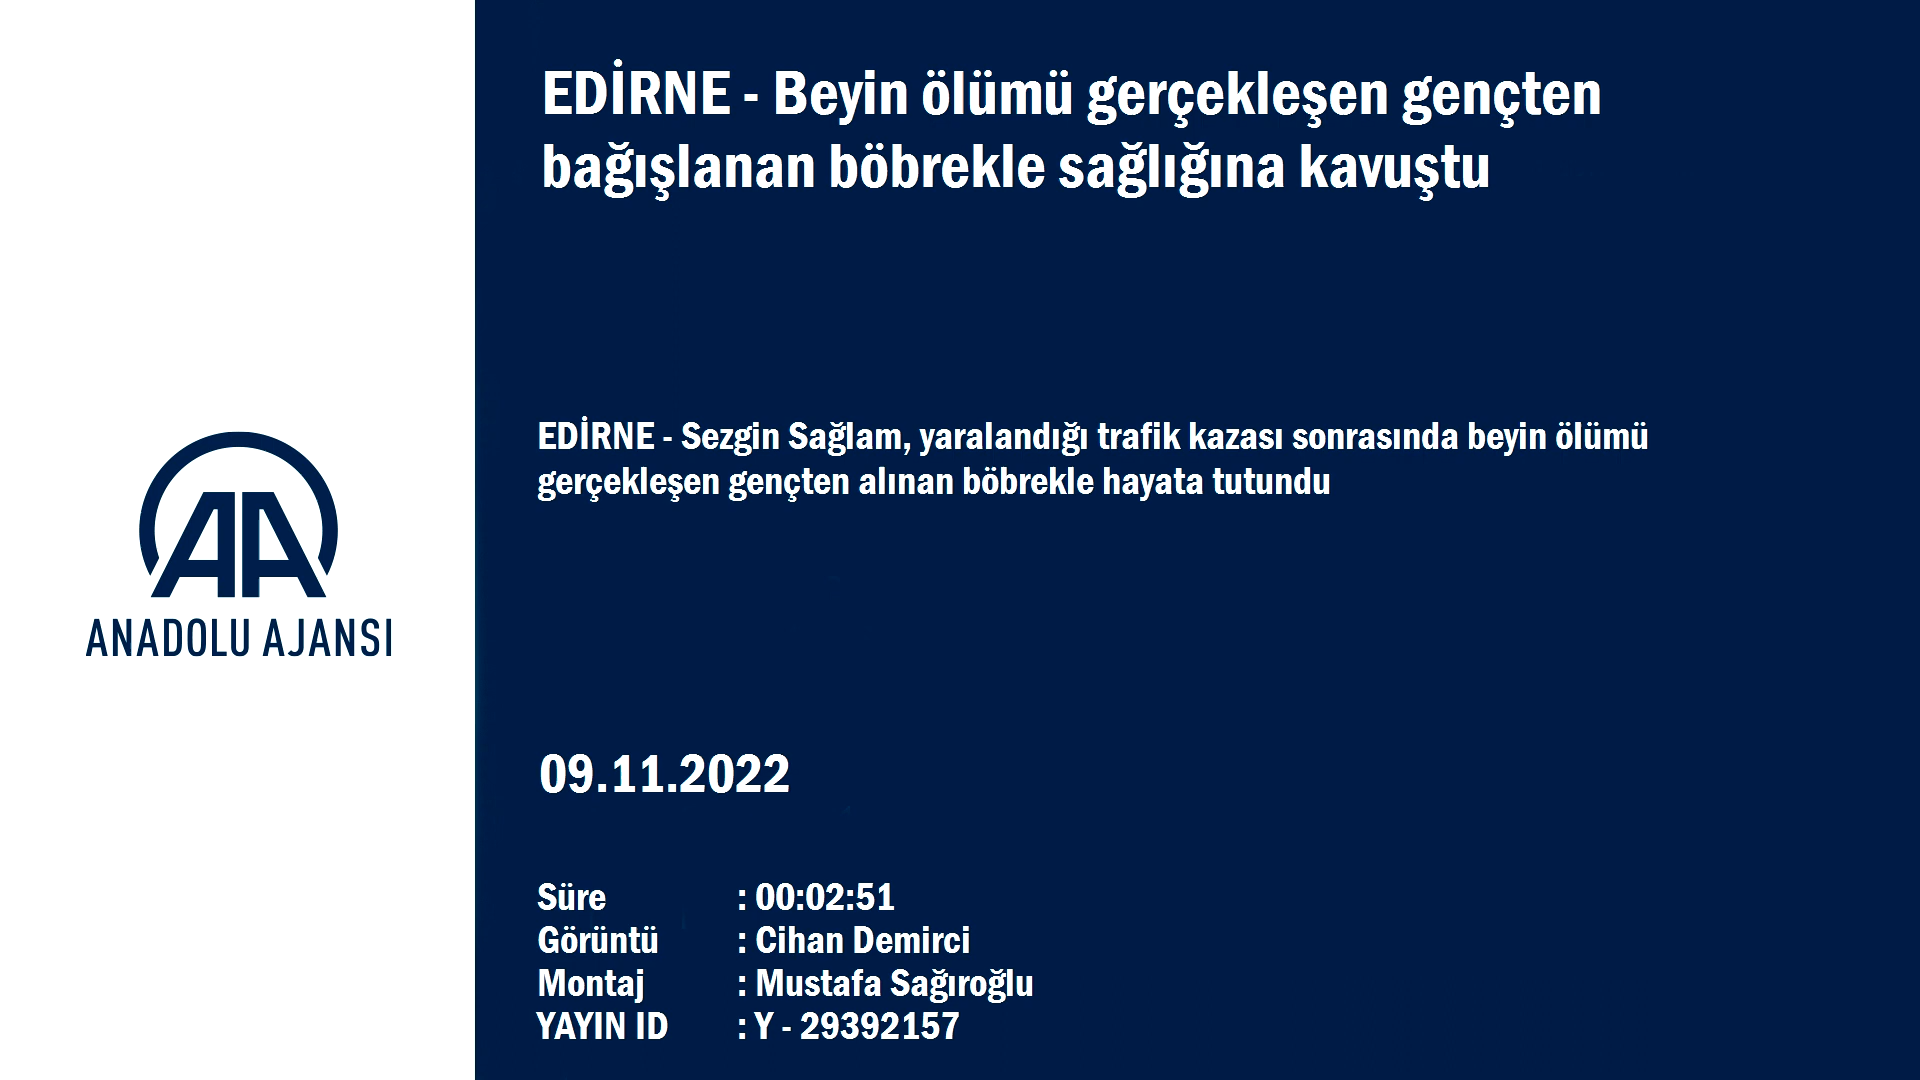 EDİRNE - Beyin ölümü gerçekleşen gençten
bağışlanan böbrekle sağlığına kavuştu
EDİRNE - Sezgin Sağlam, yaralandığı trafik kazası sonrasında beyin ölümü
gerçekleşen gençten alınan böbrekle hayata tutundu
AA
ANADOLU AJANSI
09.11.2022
Süre : 00:02:51
Görüntü : Cihan Demirci
Montaj : Mustafa Sağıroğlu
YAYIN ID : Y - 29392157